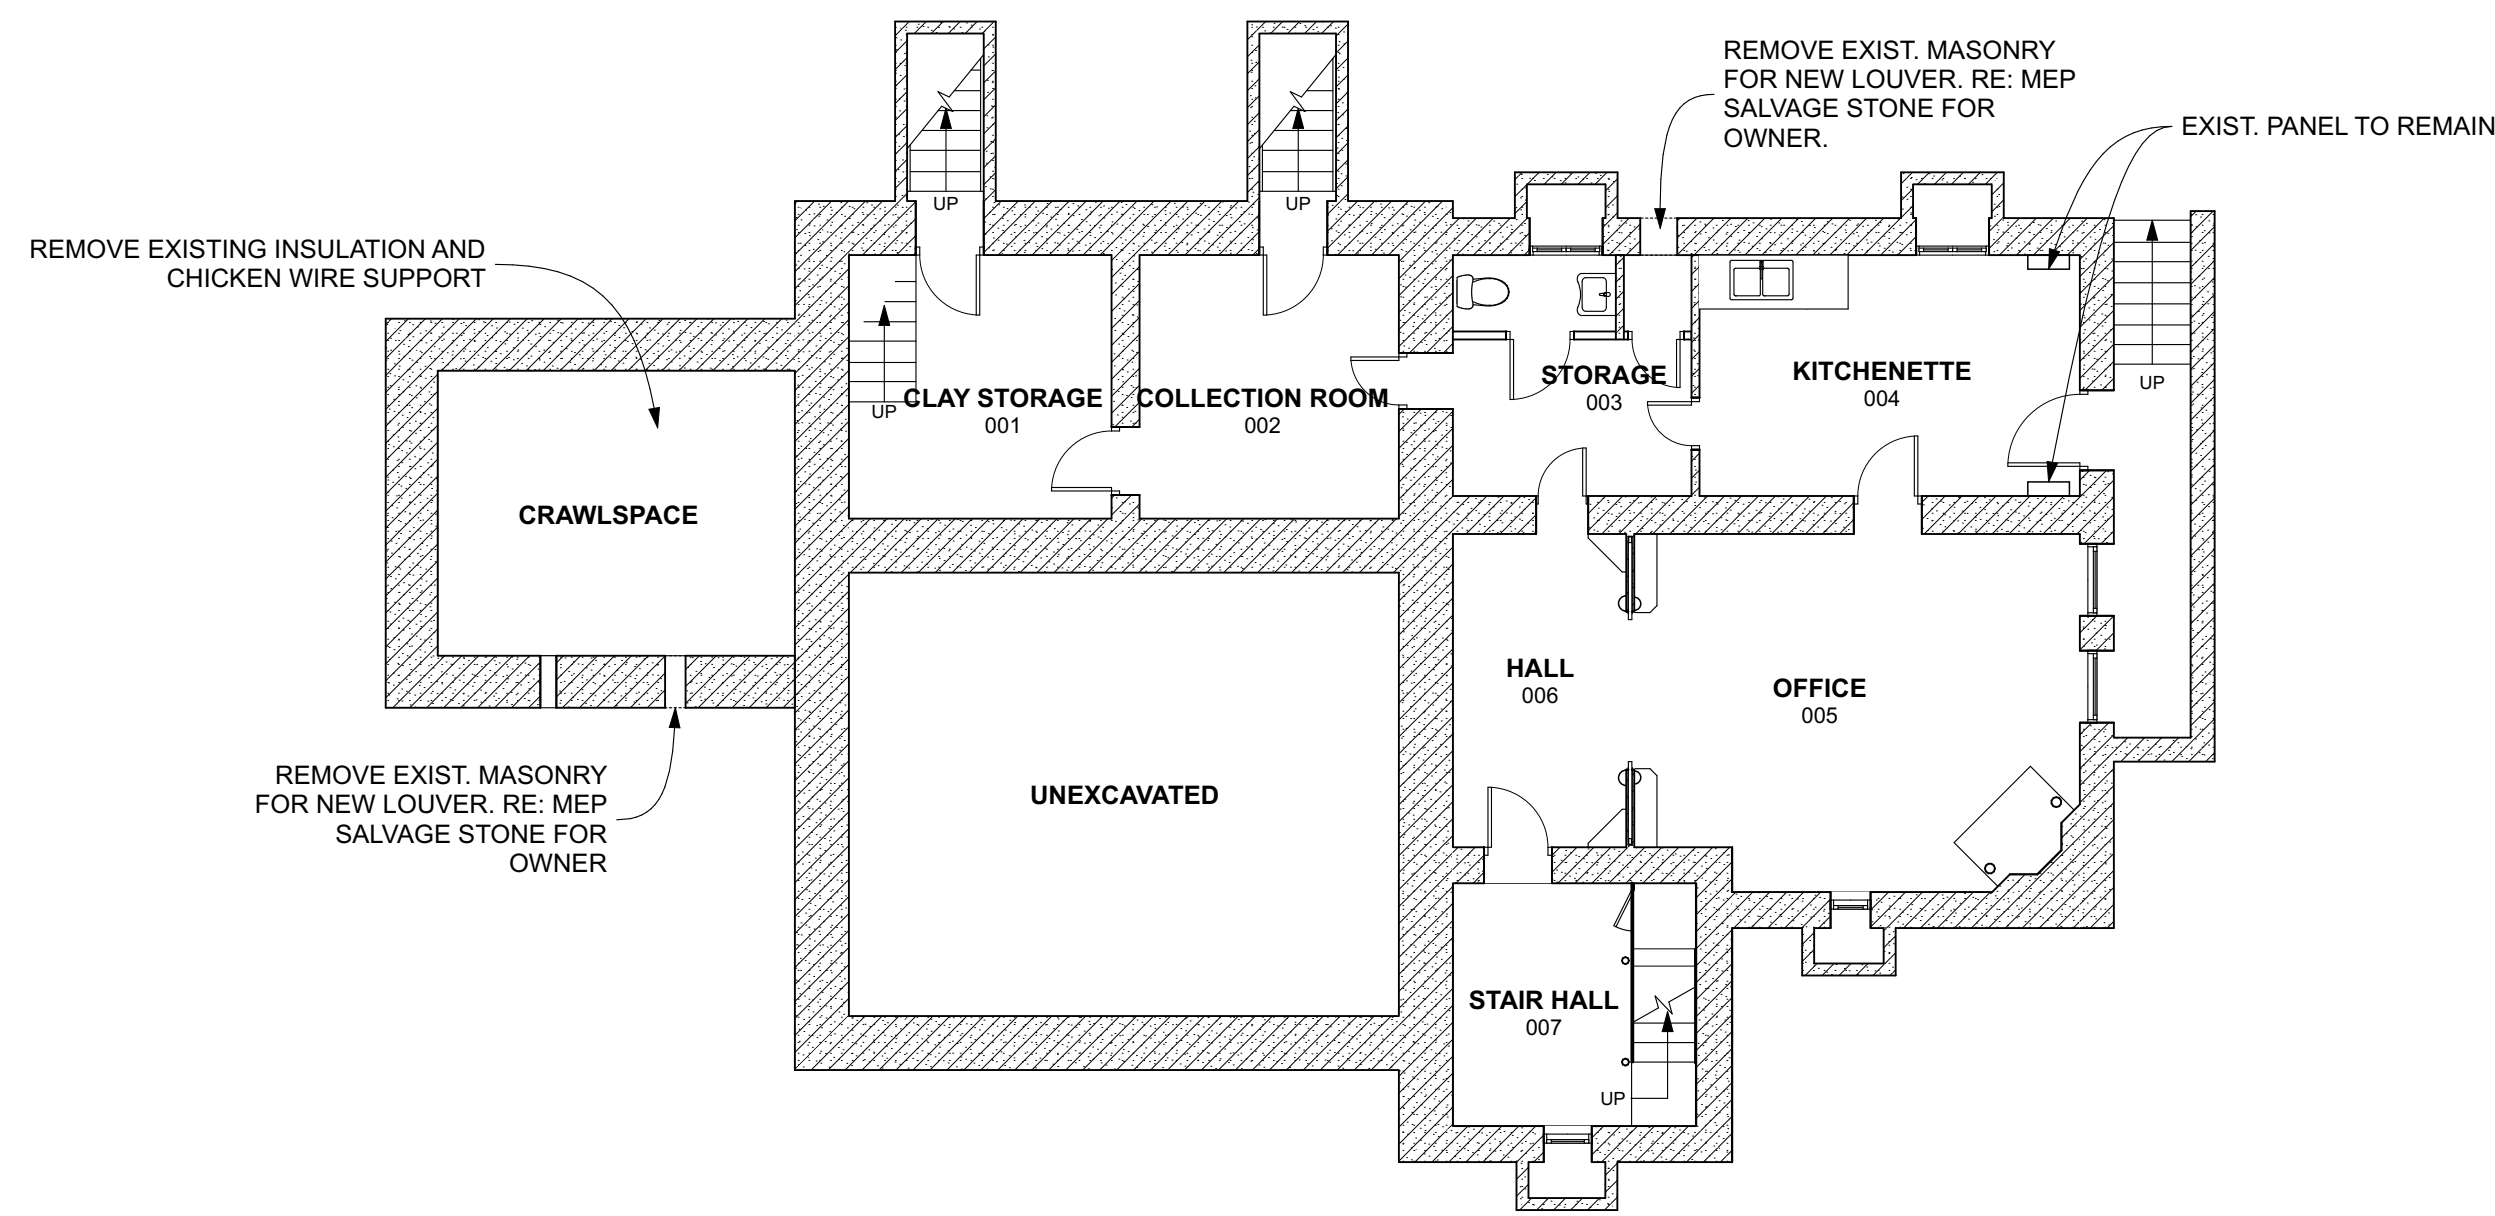 REMOVE EXIST. MASONRY
FOR NEW LOUVER. RE: MEP
SALVAGE STONE FOR
OWNER.
EXIST. PANEL TO REMAIN
UP
UP
REMOVE EXISTING INSULATION AND
CHICKEN WIRE SUPPORT
UP
UP
CLAY STORAGE
001
COLLECTION ROOM
002
STORAGE
003
KITCHENETTE
004
CRAWLSPACE
HALL
006
OFFICE
005
REMOVE EXIST. MASONRY
FOR NEW LOUVER. RE: MEP
SALVAGE STONE FOR
OWNER
UNEXCAVATED
STAIR HALL
007
UP